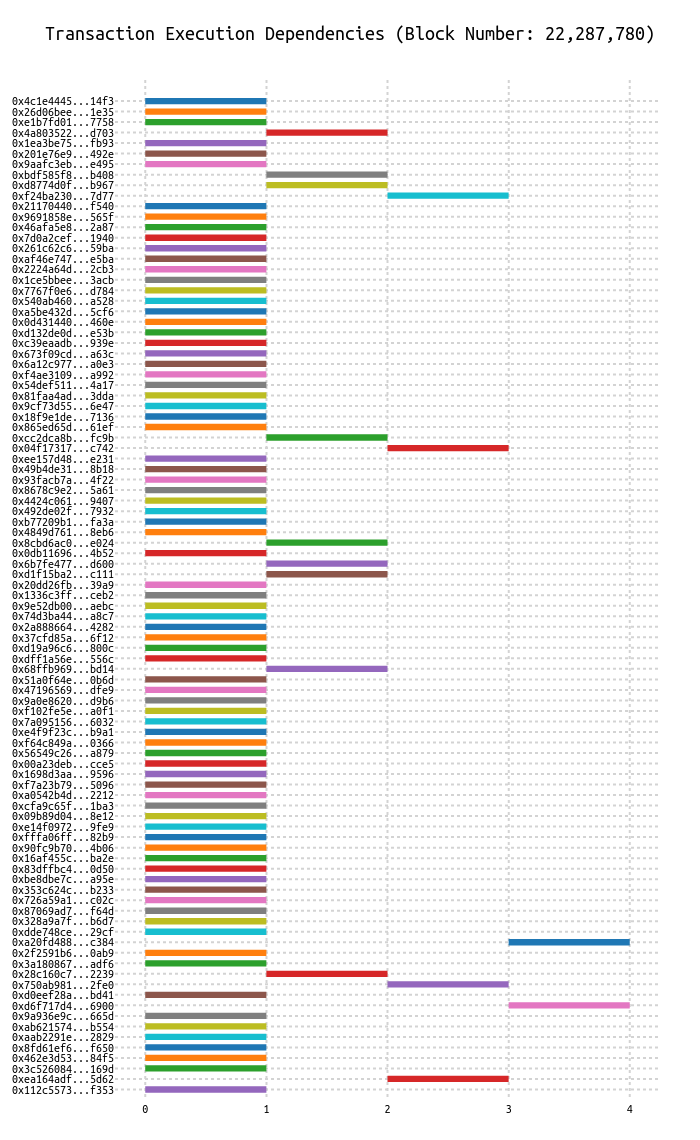 Transaction Execution Dependencies (Block Number: 22,287,780)
0x4c1e4445...14f3
0x26d06bee...1e35
0xe1b7fd01...7758
0x4a803522...d703
0x1ea3be75...fb93
0x201e76e9...492e
0x9aafc3eb...e495
0xbdf585f8...b408
0xd8774d0f...b967
0xf24ba230...7d77
0x21170440...f540
0x9691858e...565f
0x46afa5e8...2a87
0x7d0a2cef...1940
0x261c62c6...59ba
0xaf46e747...e5ba
0x2224a64d...2cb3
0x1ce5bbee...3acb
0x7767f0e6...d784
0x540ab460...a528
0xa5be432d...5cf6
0x0d431440...460e
0xd132de0d...e53b
0xc39eaadb...939e
0x673f09cd...a63c
0x6a12c977...a0e3
0xf4ae3109...a992
0x54def511...4a17
0x81faa4ad...3dda
0x9cf73d55...6e47
0x18f9e1de...7136
0x865ed65d...61ef
0xcc2dca8b...fc9b
0x04f17317...c742
0xee157d48...e231
0x49b4de31...8b18
0x93facb7a...4f22
0x8678c9e2...5a61
0x4424c061...9407
0x492de02f...7932
0xb77209b1...fa3a
0x4849d761...8eb6
0x8cbd6ac0...e024
0x0db11696...4b52
0x6b7fe477...d600
0xd1f15ba2...c111
0x20dd26fb...39a9
0x1336c3ff...ceb2
0x9e52db00...aebc
0x74d3ba44...a8c7
0x2a888664...4282
0x37cfd85a...6f12
0xd19a96c6...800c
0xdff1a56e...556c
0x68ffb969...bd14
0x51a0f64e...0b6d
0x47196569...dfe9
0x9a0e8620...d9b6
0xf102fe5e...a0f1
0x7a095156...6032
0xe4f9f23c...b9a1
0xf64c849a...0366
0x56549c26...a879
0x00a23deb...cce5
0x1698d3aa...9596
0xf7a23b79...5096
0xa0542b4d...2212
0xcfa9c65f...1ba3
0x09b89d04...8e12
0xe14f0972...9fe9
0xfffa06ff...82b9
0x90fc9b70...4b06
0x16af455c...ba2e
0x83dffbc4...0d50
0xbe8dbe7c...a95e
0x353c624c...b233
0x726a59a1...c02c
0x87069ad7...f64d
0x328a9a7f...b6d7
0xdde748ce...29cf
0xa20fd488...c384
0x2f2591b6...0ab9
0x3a180867...adf6
0x28c160c7...2239
0x750ab981...2fe0
0xd0eef28a...bd41
0xd6f717d4...6900
0x9a936e9c...665d
0xab621574...b554
0xaab2291e...2829
0x8fd61ef6...f650
0x462e3d53...84f5
0x3c526084...169d
0xea164adf...5d62
0x112c5573...f353
0 1 2 3 4